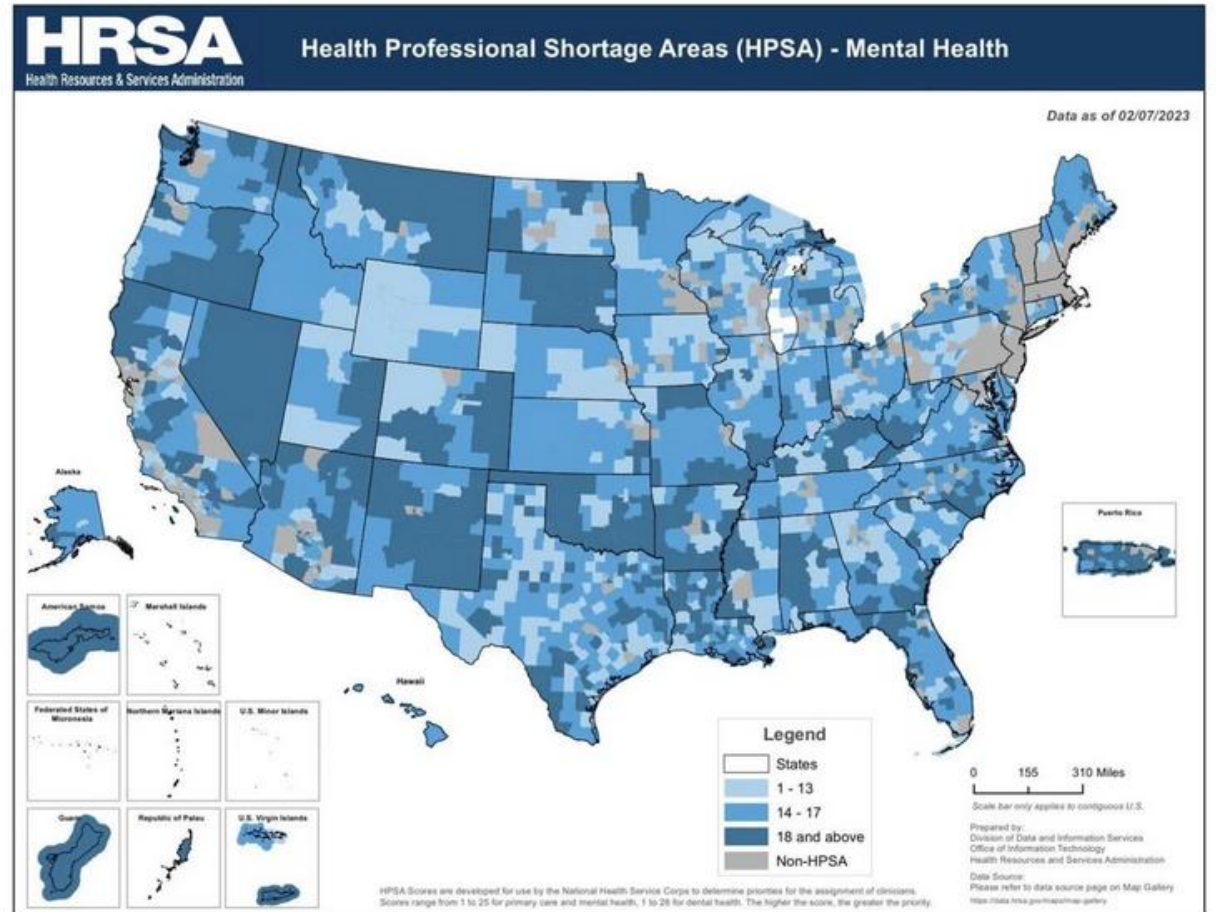 HRSA
Health Resources & Services Administration
Health Professional Shortage Areas (HPSA) - Mental Health
Data as of 02/07/2023
Alaska
American Samoa
Marshall Islands
Hawaii
Puerto Rico
Federated States of
Micronesia
Northern Mariana Islands
U.S. Minor Islands
Guam
Republic of Palau
U.S. Virgin Islands
Legend
States
1 - 13
14 - 17
18 and above
Non-HPSA
0 155 310 Miles
Scale bar only applies to contiguous U.S.
Prepared by:
Division of Data and Information Services
Office of Information Technology
Health Resources and Services Administration
Data Source:
Please refer to data source page on Map Gallery
https://data.hrsa.gov/maps/map-gallery
HPSA Scores are developed for use by the National Health Service Corps to determine priorities for the assignment of clinicians.
Scores range from 1 to 25 for primary care and mental health, 1 to 26 for dental health. The higher the score, the greater the priority.